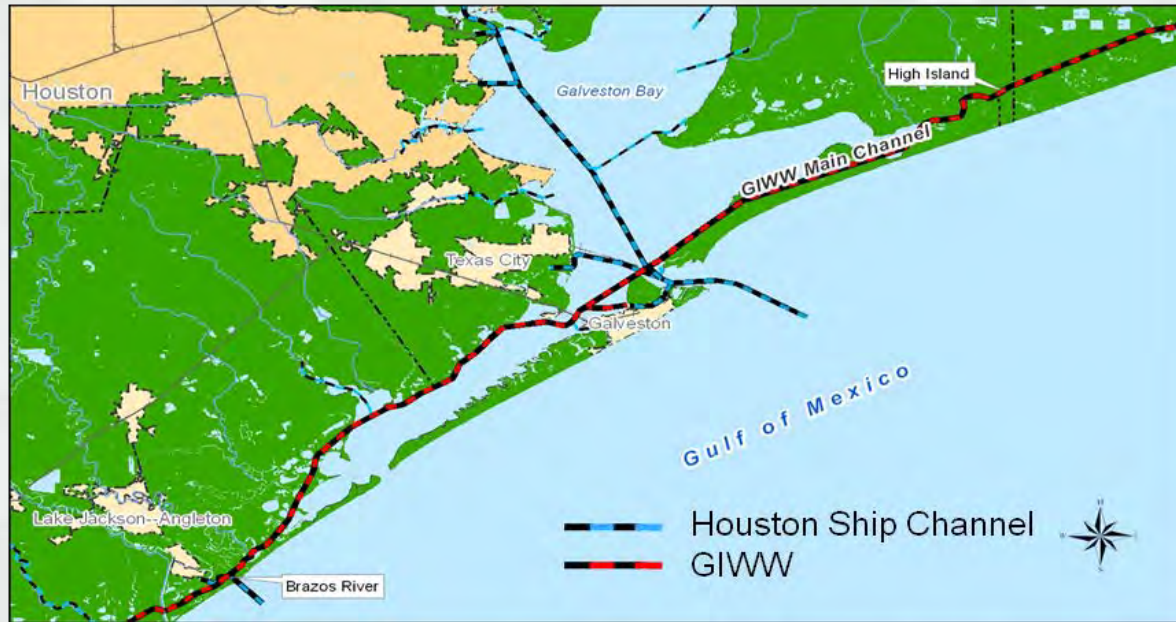 Houston
Galveston Bay
High Island
GIWW Main Channel
Texas City
Galveston
Gulf of Mexico
Lake Jackson--Angleton
Brazos River
Houston Ship Channel
GIWW